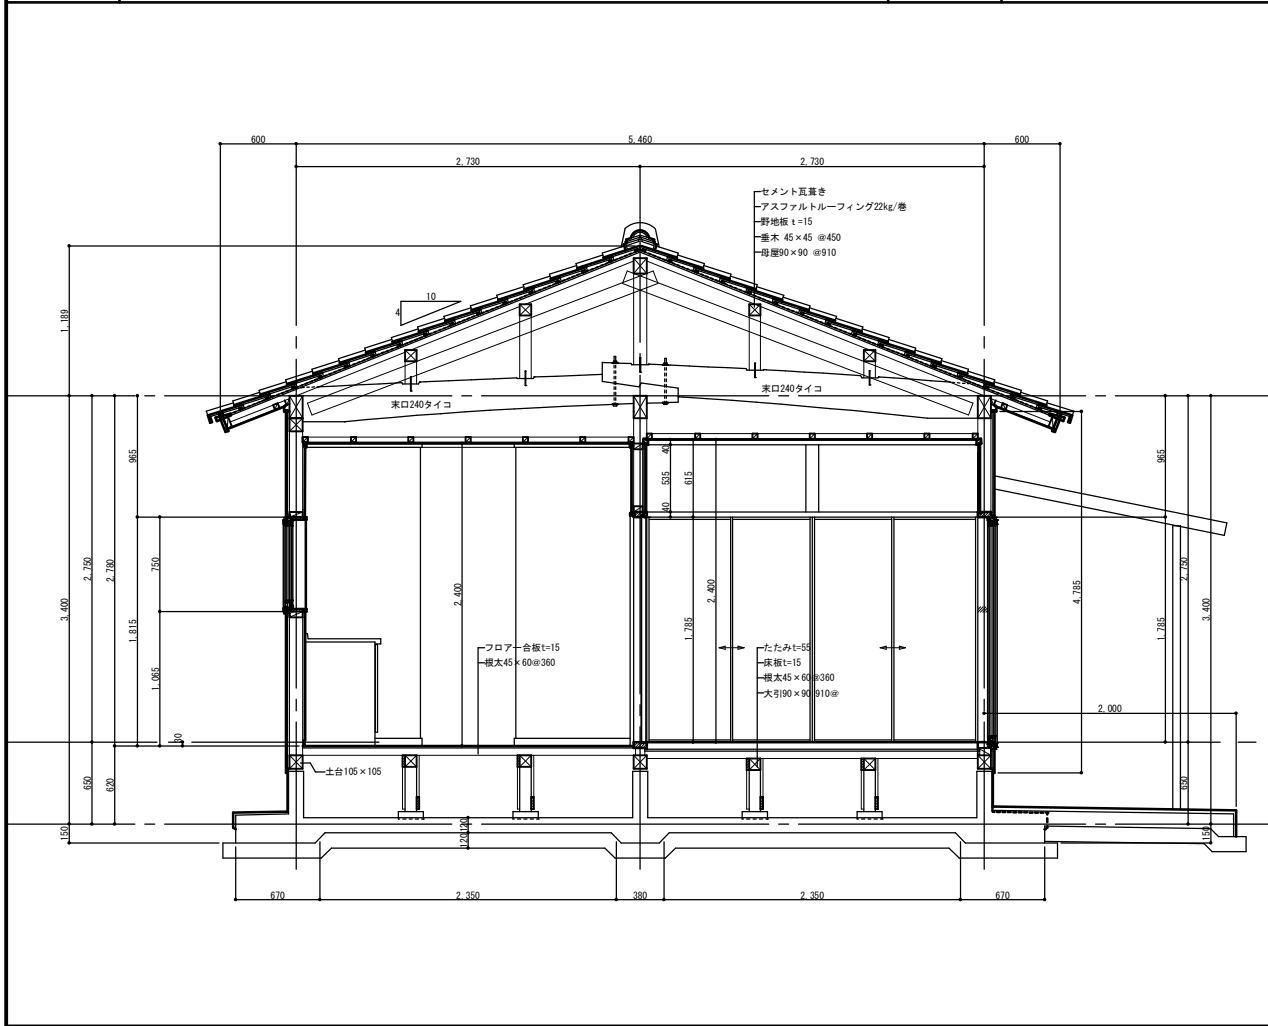 600
5,460
600
2,730
2,730
セメント瓦葺き
アスファルトルーフィング22kg/巻
野地板 t=15
垂木 45×45 @450
母屋90×90 @910
10
4
1,189
末口240タイコ
末口240タイコ
965
40
535
615
40
965
750
2,750
2,780
3,400
1,815
2,400
2,400
1,785
4,785
1,785
2,750
3,400
1,065
フロアー合板t=15
根太45×60@360
たたみt=55
床板t=15
根太45×60@360
大引90×90 910@
2,000
30
土台105×105
650
620
650
150
120
120
150
670
2,350
380
2,350
670